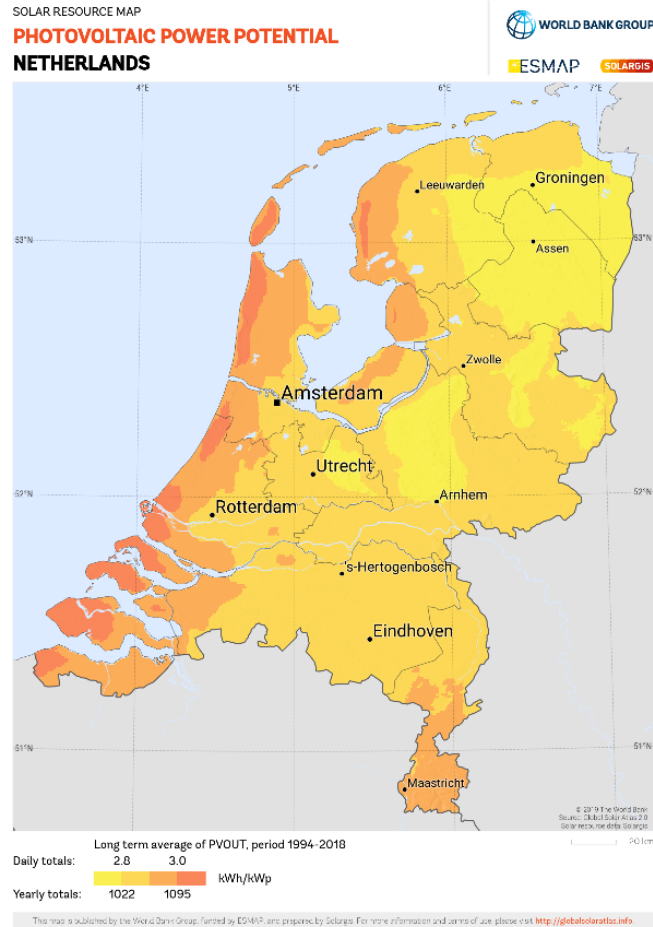 SOLAR RESOURCE MAP
PHOTOVOLTAIC POWER POTENTIAL
NETHERLANDS
WORLD BANK GROUP
ESMAP
SOLARGIS
4°E 5°E 6°E 7°E
Groningen
Leeuwarden
53°N 53°N
Assen
Zwolle
Amsterdam
Utrecht
52°N 52°N
Arnhem
Rotterdam
's-Hertogenbosch
Eindhoven
51°N 51°N
Maastricht
© 2019 The World Bank
Source: Global Solar Atlas 2.0
Solar resource data: Solargis
20 km
Long term average of PVOUT, period 1994-2018
Daily totals: 2.8 3.0
kWh/kWp
Yearly totals: 1022 1095
This map is published by the World Bank Group, funded by ESMAP, and prepared by Solargis. For more information and terms of use, please visit http://globalsolaratlas.info.